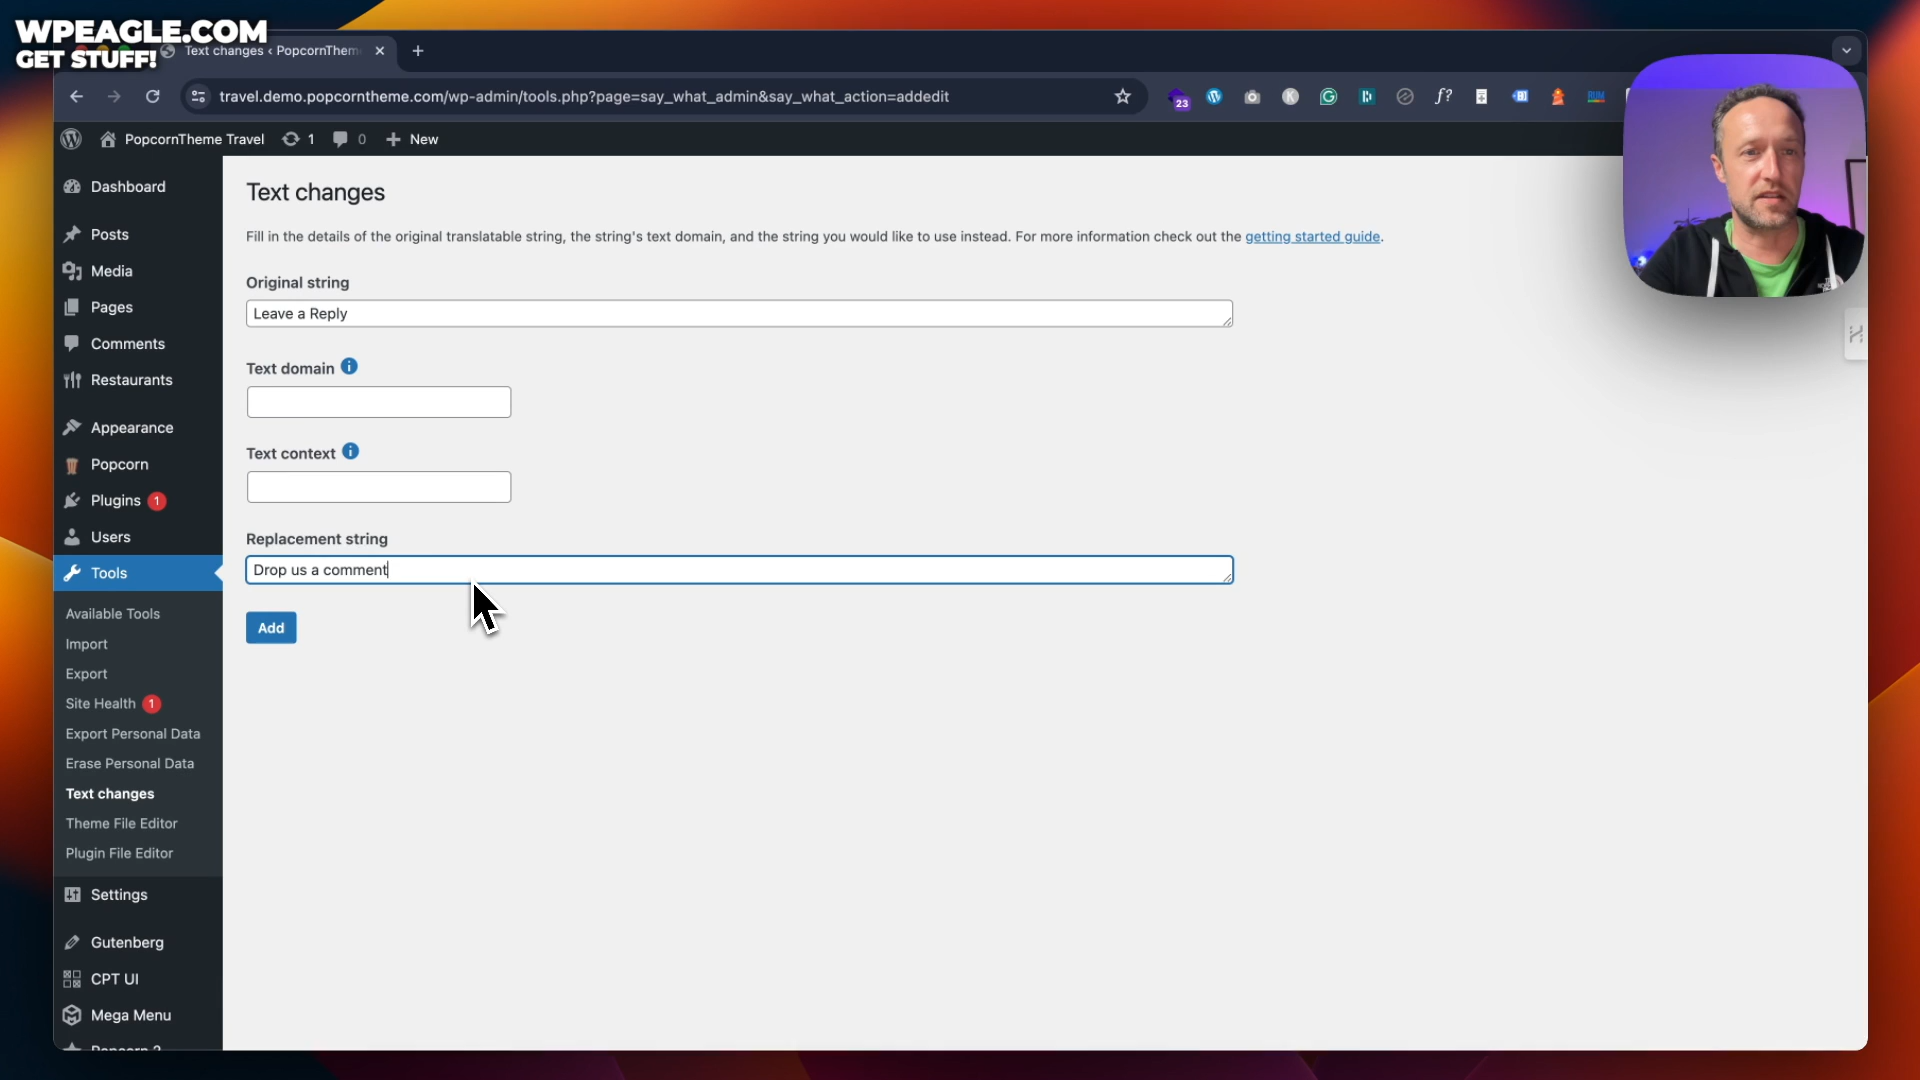 WPEAGLE.COM
GET STUFF!
Text changes ‹ PopcornThem
travel.demo.popcorntheme.com/wp-admin/tools.php?page=say_what_admin&say_what_action=addedit
23
f?
RUM
PopcornTheme Travel
1
0
New
Dashboard
Posts
Media
Pages
Comments
Restaurants
Appearance
Popcorn
Plugins 1
Users
Tools
Available Tools
Import
Export
Site Health 1
Export Personal Data
Erase Personal Data
Text changes
Theme File Editor
Plugin File Editor
Settings
Gutenberg
CPT UI
Mega Menu
Text changes
Fill in the details of the original translatable string, the string's text domain, and the string you would like to use instead. For more information check out the getting started guide.
Original string
Leave a Reply
Text domain
Text context
Replacement string
Drop us a comment
Add